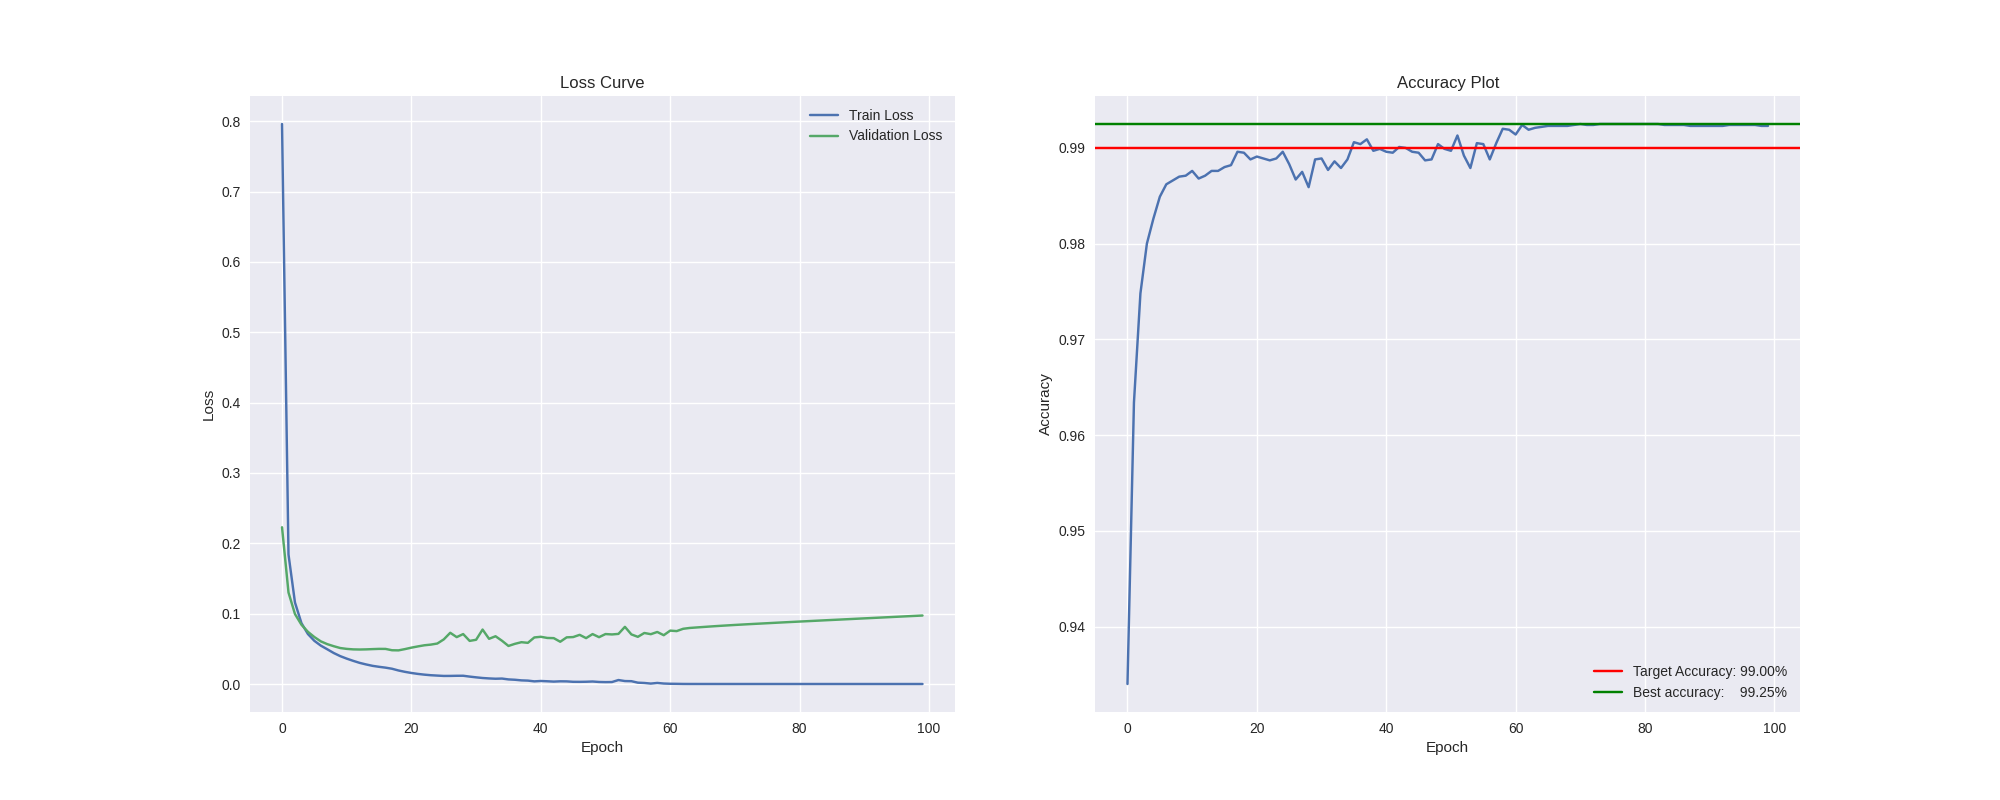 Loss Curve
Train Loss
Validation Loss
0.8
0.7
0.6
0.5
0.4
0.3
0.2
0.1
0.0
Loss
0 20 40 60 80 100
Epoch
Accuracy Plot
0.99
0.98
0.97
0.96
0.95
0.94
Accuracy
Target Accuracy: 99.00%
Best accuracy: 99.25%
0 20 40 60 80 100
Epoch